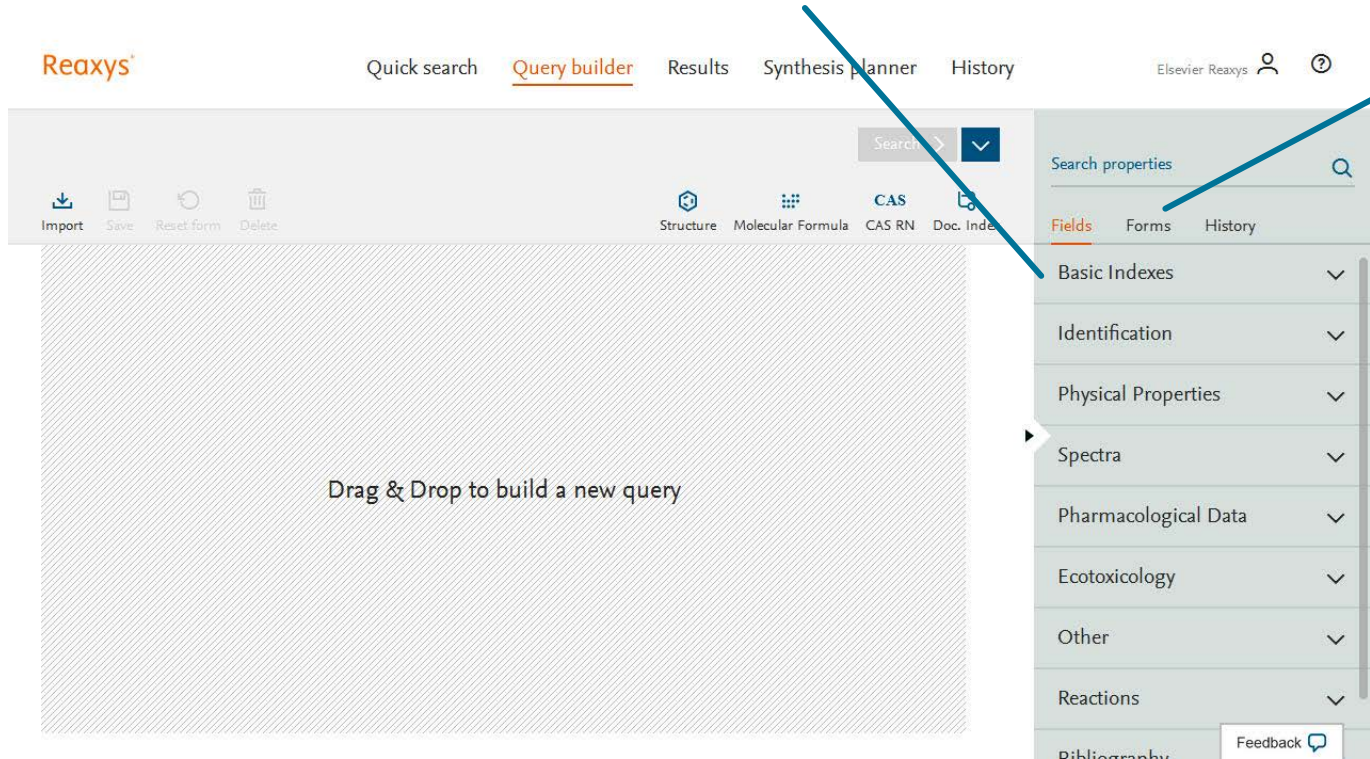 Reaxys®
Quick search Query builder Results Synthesis planner History
Elsevier Reaxys
Search
Search properties
Import Save Reset form Delete
CAS
Structure Molecular Formula CAS RN Doc. Index
Fields Forms History
Basic Indexes
Identification
Physical Properties
Spectra
Drag & Drop to build a new query
Pharmacological Data
Ecotoxicology
Other
Reactions
Bibliography
Feedback